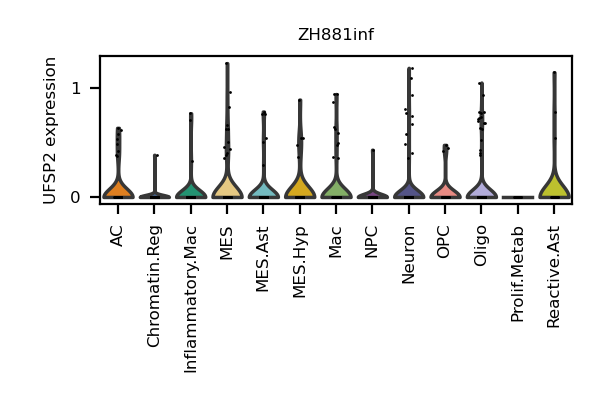 ZH881inf
UFSP2 expression
1
0
AC
Chromatin.Reg
Inflammatory.Mac
MES
MES.Ast
MES.Hyp
Mac
NPC
Neuron
OPC
Oligo
Prolif.Metab
Reactive.Ast